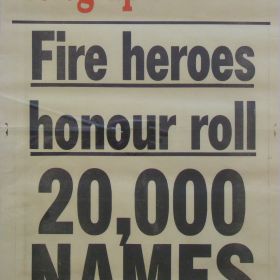 Fire heroes
honour roll
20,000
NAMES